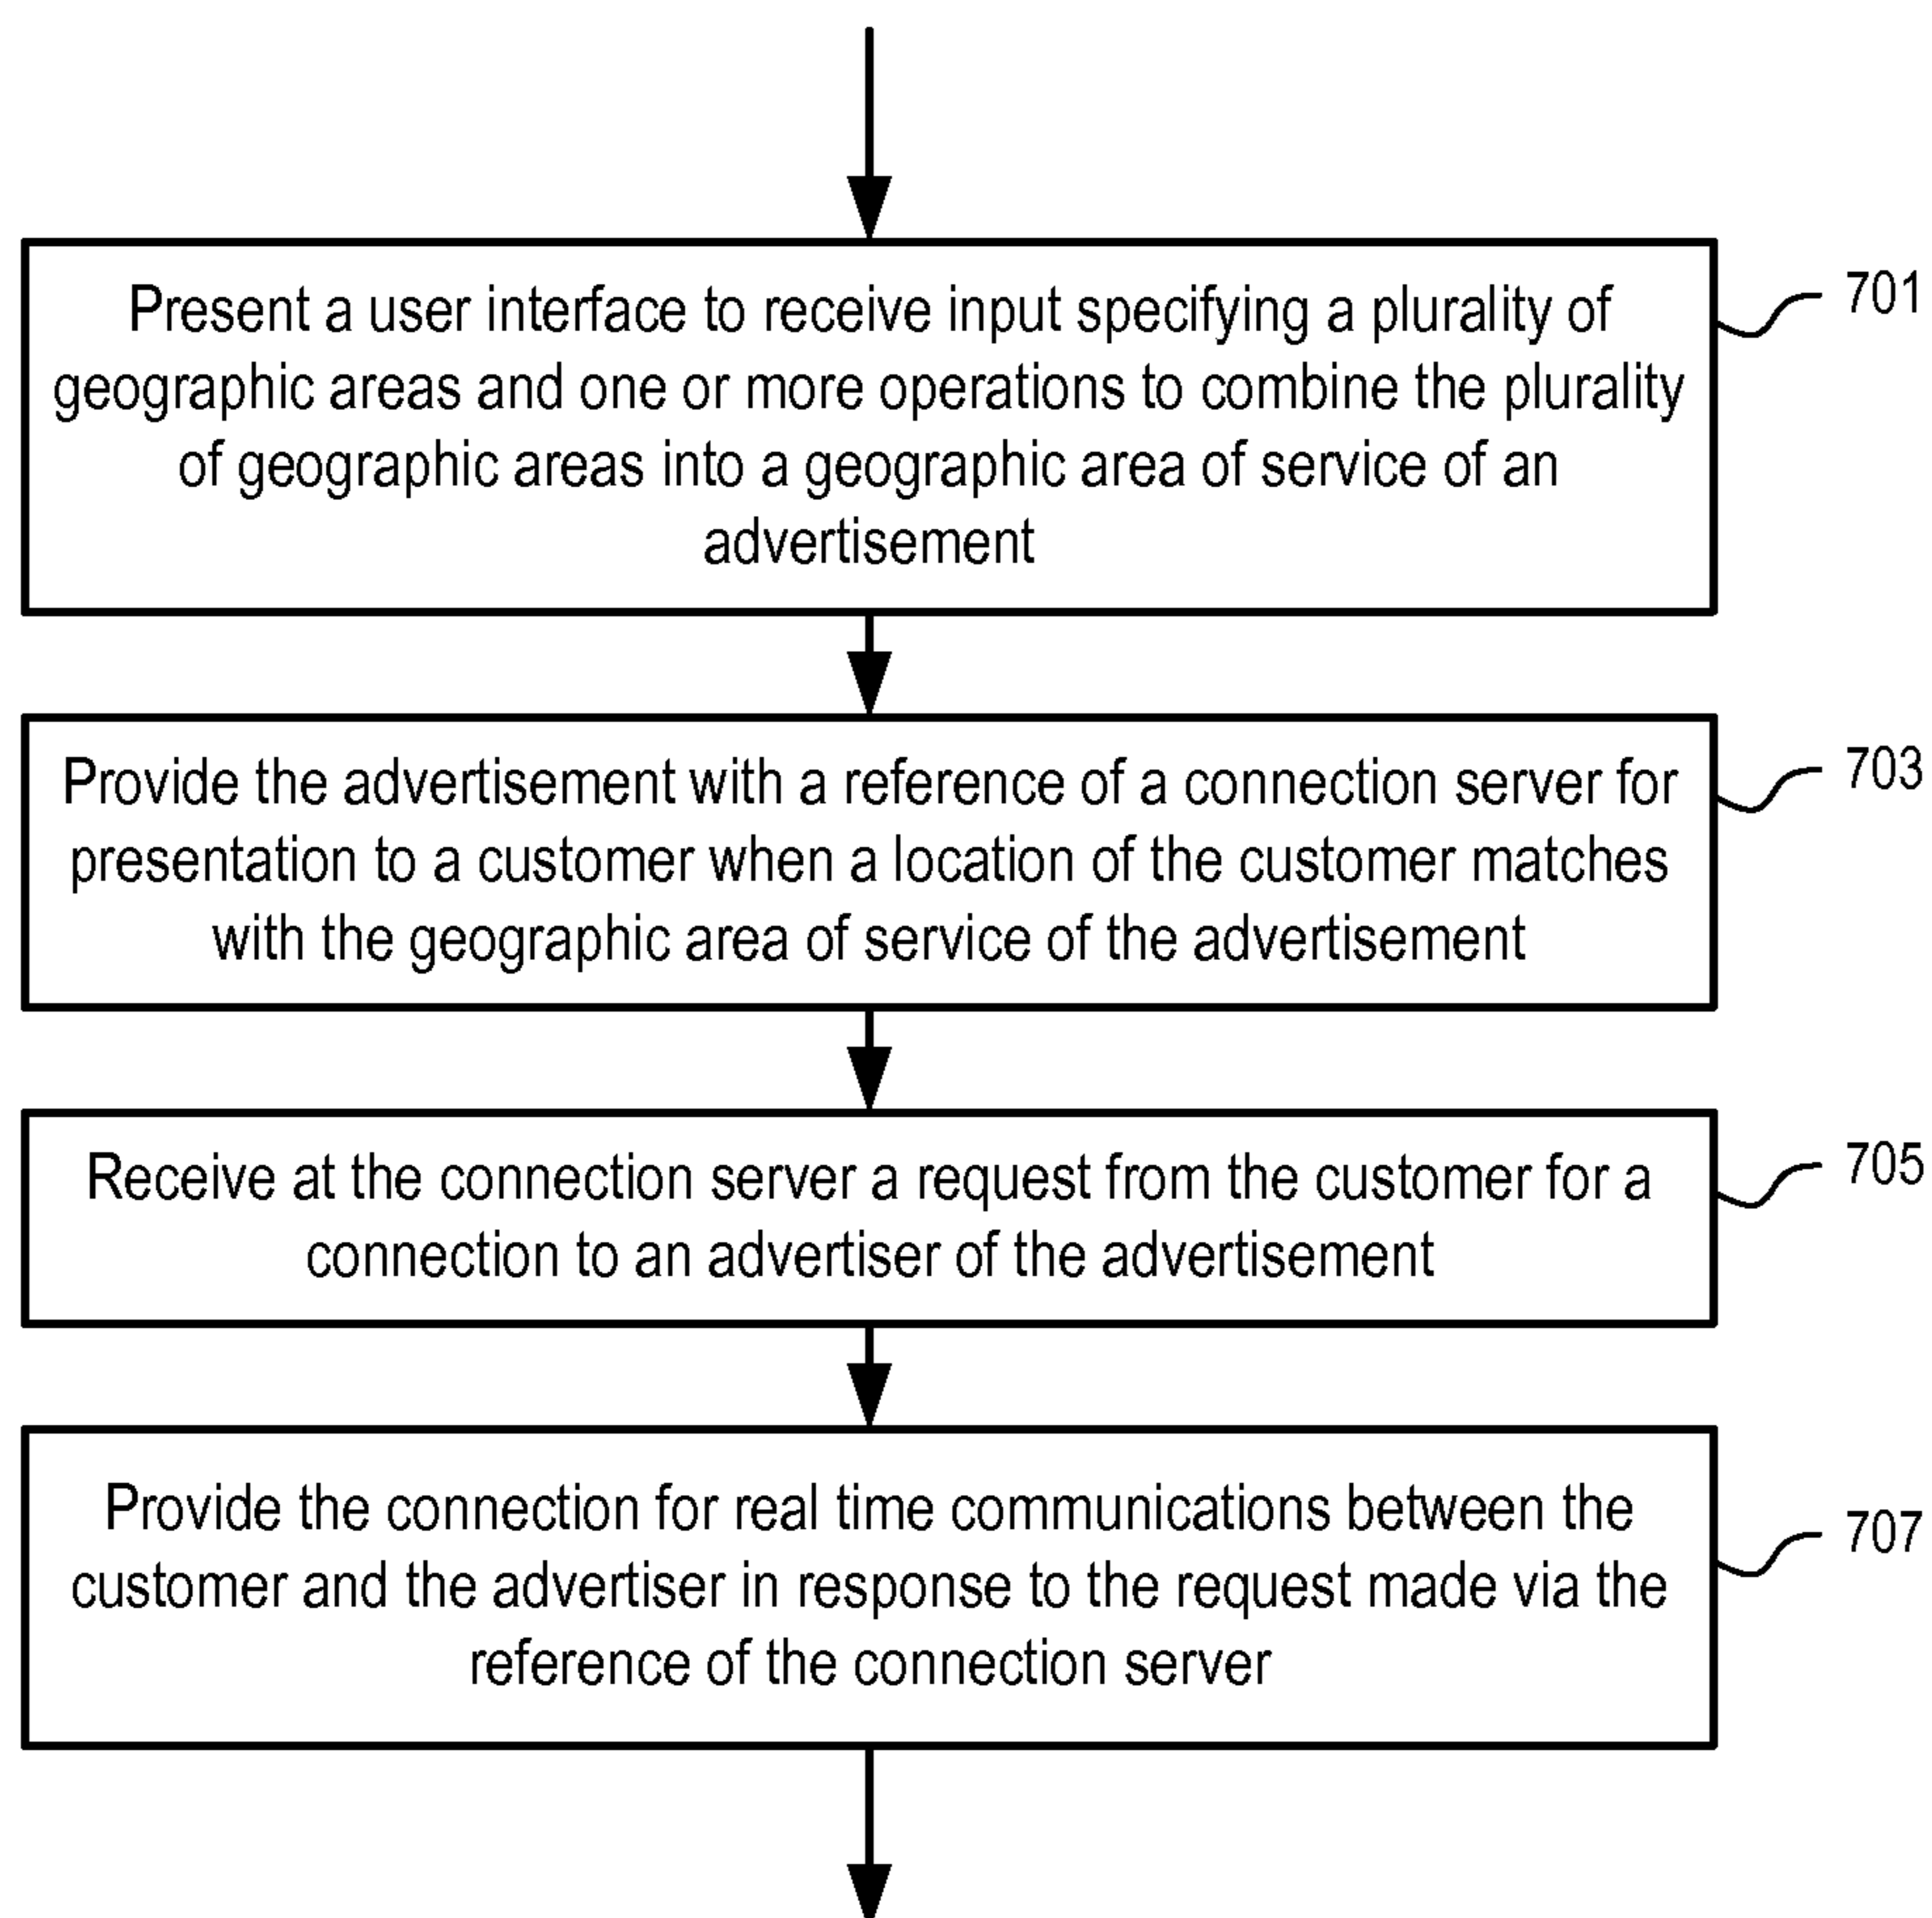 Present a user interface to receive input specifying a plurality of
geographic areas and one or more operations to combine the plurality
of geographic areas into a geographic area of service of an
advertisement
701
Provide the advertisement with a reference of a connection server for
presentation to a customer when a location of the customer matches
with the geographic area of service of the advertisement
703
Receive at the connection server a request from the customer for a
connection to an advertiser of the advertisement
705
Provide the connection for real time communications between the
customer and the advertiser in response to the request made via the
reference of the connection server
707